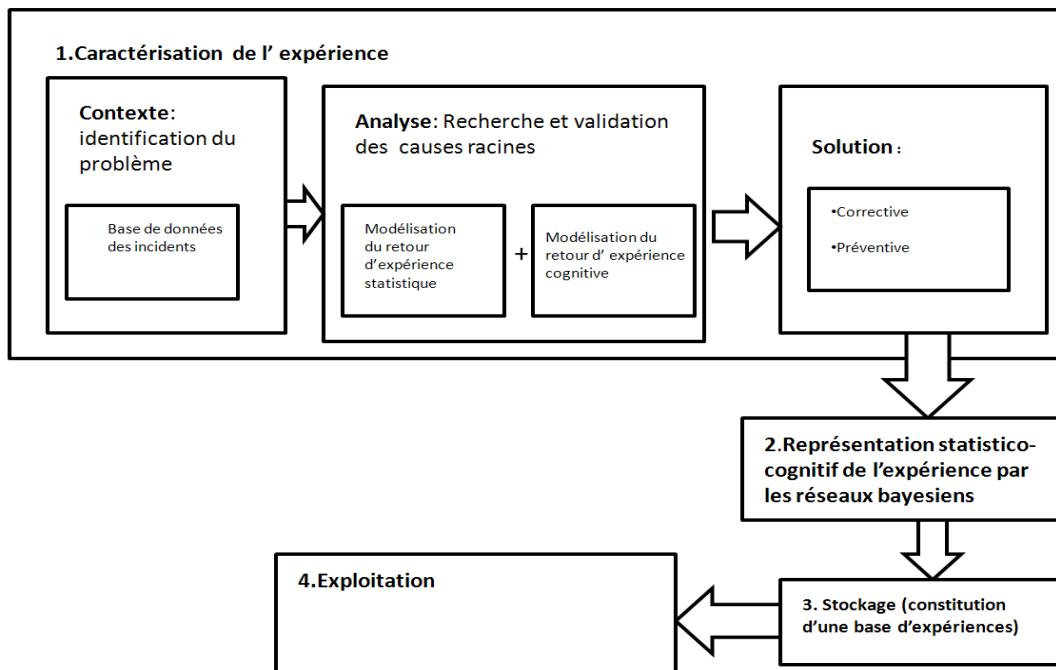 1.Caractérisation de l’ expérience
Contexte:
identification du
problème
Base de données
des incidents
Analyse: Recherche et validation
des causes racines
Modélisation
du retour
d’expérience
statistique
+
Modélisation du
retour d’ expérience
cognitive
Solution :
•Corrective
•Préventive
2.Représentation statistico-
cognitif de l’expérience par
les réseaux bayesiens
3. Stockage (constitution
d’une base d’expériences)
4.Exploitation